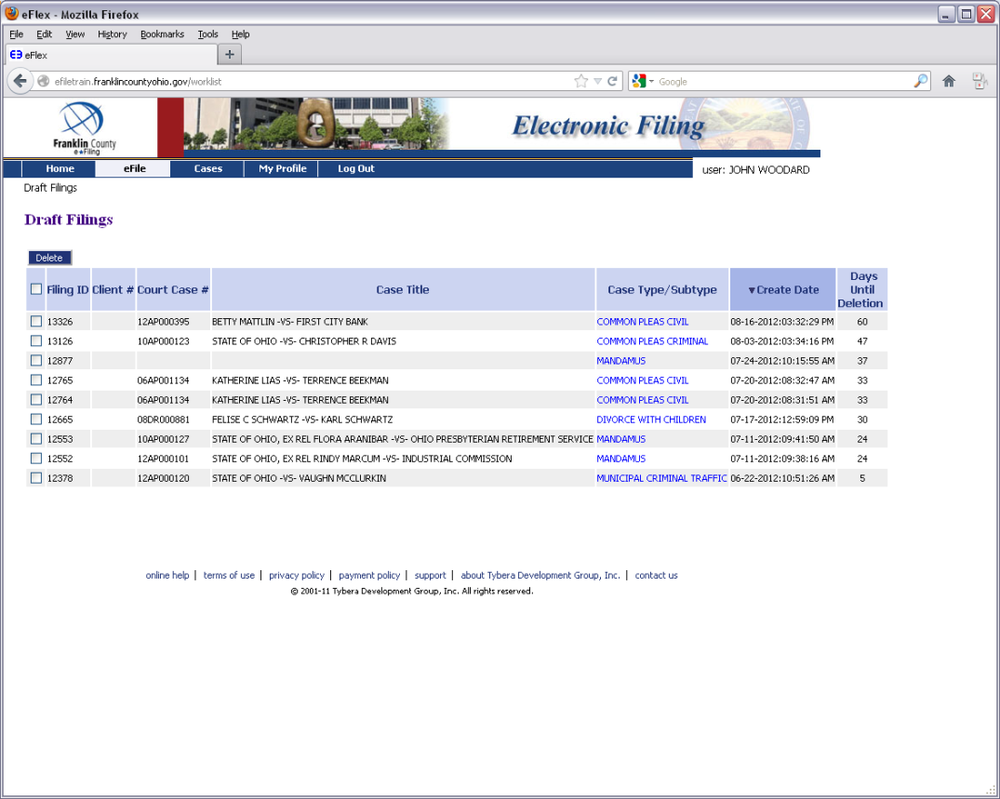 eFlex - Mozilla Firefox
File Edit View History Bookmarks Tools Help
eFlex +
efiletrain.franklincountyohio.gov/worklist Google
Franklin County
e★Filing
Electronic Filing
Home eFile Cases My Profile Log Out user: JOHN WOODARD
Draft Filings
Draft Filings
Delete
Filing ID Client # Court Case # Case Title Case Type/Subtype ▼Create Date Days Until Deletion
13326 12AP000395 BETTY MATTLIN -VS- FIRST CITY BANK COMMON PLEAS CIVIL 08-16-2012:03:32:29 PM 60
13126 10AP000123 STATE OF OHIO -VS- CHRISTOPHER R DAVIS COMMON PLEAS CRIMINAL 08-03-2012:03:34:16 PM 47
12877 MANDAMUS 07-24-2012:10:15:55 AM 37
12765 06AP001134 KATHERINE LIAS -VS- TERRENCE BEEKMAN COMMON PLEAS CIVIL 07-20-2012:08:32:47 AM 33
12764 06AP001134 KATHERINE LIAS -VS- TERRENCE BEEKMAN COMMON PLEAS CIVIL 07-20-2012:08:31:51 AM 33
12665 08DR000881 FELISE C SCHWARTZ -VS- KARL SCHWARTZ DIVORCE WITH CHILDREN 07-17-2012:12:59:09 PM 30
12553 10AP000127 STATE OF OHIO, EX REL FLORA ARANIBAR -VS- OHIO PRESBYTERIAN RETIREMENT SERVICE MANDAMUS 07-11-2012:09:41:50 AM 24
12552 12AP000101 STATE OF OHIO, EX REL RINDY MARCUM -VS- INDUSTRIAL COMMISSION MANDAMUS 07-11-2012:09:38:16 AM 24
12378 12AP000120 STATE OF OHIO -VS- VAUGHN MCCLURKIN MUNICIPAL CRIMINAL TRAFFIC 06-22-2012:10:51:26 AM 5
online help | terms of use | privacy policy | payment policy | support | about Tybera Development Group, Inc. | contact us
© 2001-11 Tybera Development Group, Inc. All rights reserved.